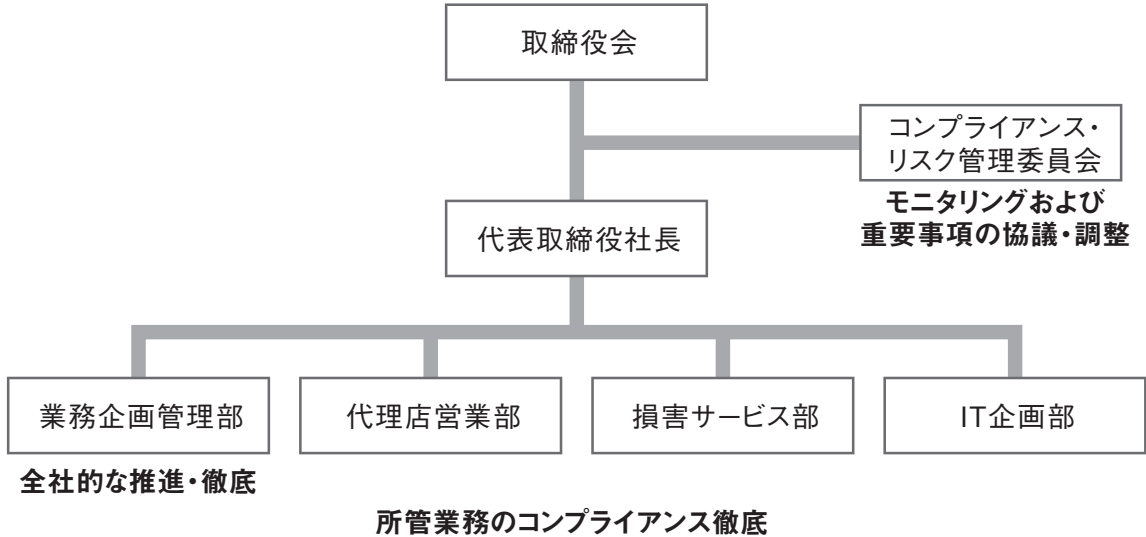 取締役会
コンプライアンス・
リスク管理委員会
モニタリングおよび
重要事項の協議・調整
代表取締役社長
業務企画管理部
代理店営業部
損害サービス部
IT企画部
全社的な推進・徹底
所管業務のコンプライアンス徹底